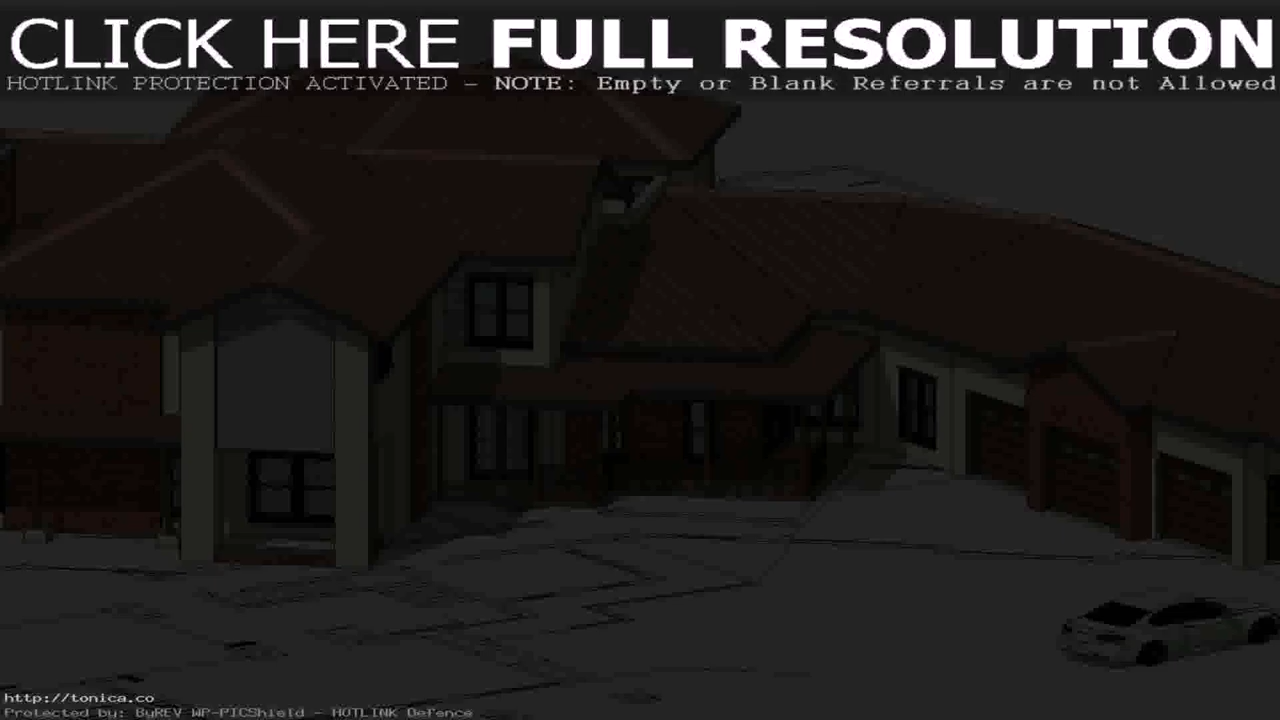 CLICK HERE FULL RESOLUTION
HOTLINK PROTECTION ACTIVATED – NOTE: Empty or Blank Referrals are not Allowed
http://tonica.co
Protected by: ByREV WP-PICShield – HOTLINK Defence